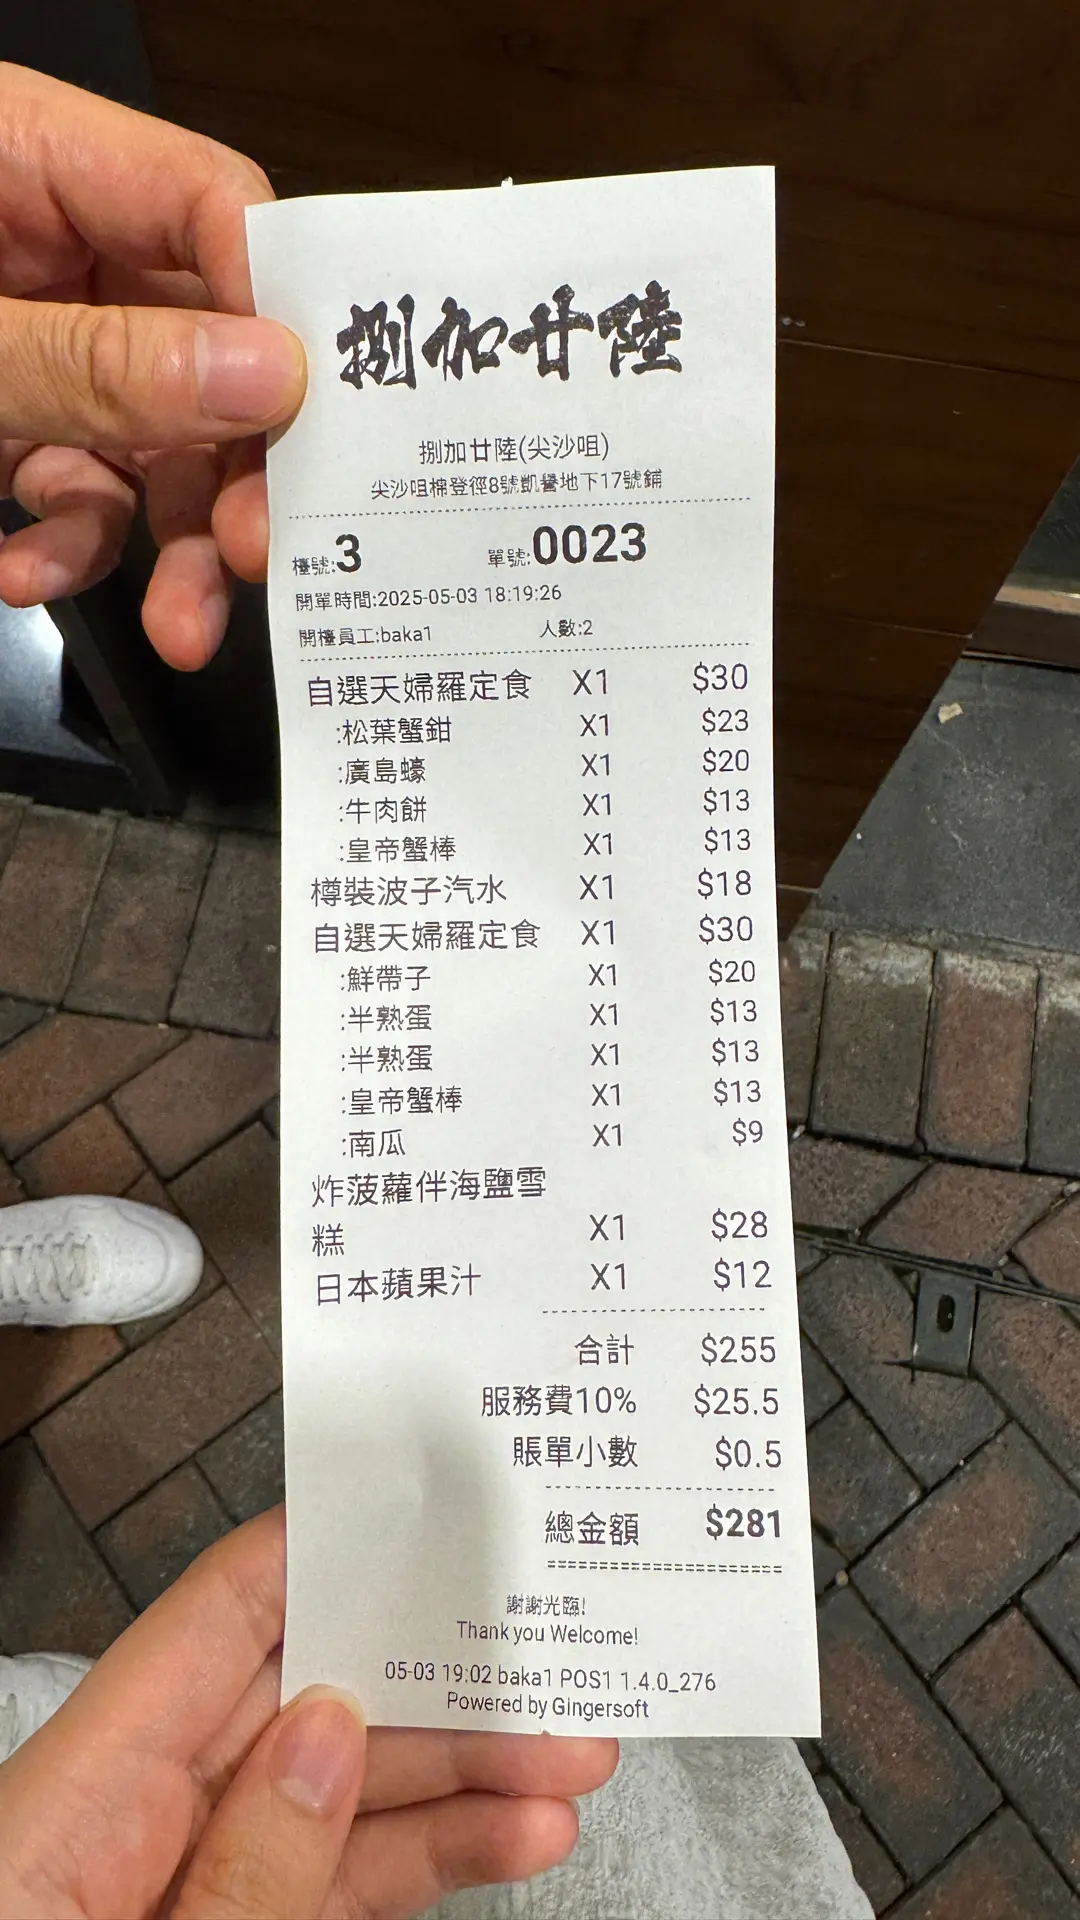 捌加廿陸
捌加廿陸(尖沙咀)
尖沙咀棉登徑8號凱譽地下17號鋪
檯號:3 單號:0023
開單時間:2025-05-03 18:19:26
開檯員工:baka1 人數:2
自選天婦羅定食 X1 $30
:松葉蟹鉗 X1 $23
:廣島蠔 X1 $20
:牛肉餅 X1 $13
:皇帝蟹棒 X1 $13
樽裝波子汽水 X1 $18
自選天婦羅定食 X1 $30
:鮮帶子 X1 $20
:半熟蛋 X1 $13
:半熟蛋 X1 $13
:皇帝蟹棒 X1 $13
:南瓜 X1 $9
炸菠蘿伴海鹽雪
糕 X1 $28
日本蘋果汁 X1 $12
合計 $255
服務費10% $25.5
賬單小數 $0.5
總金額 $281
謝謝光臨!
Thank you Welcome!
05-03 19:02 baka1 POS1 1.4.0_276
Powered by Gingersoft